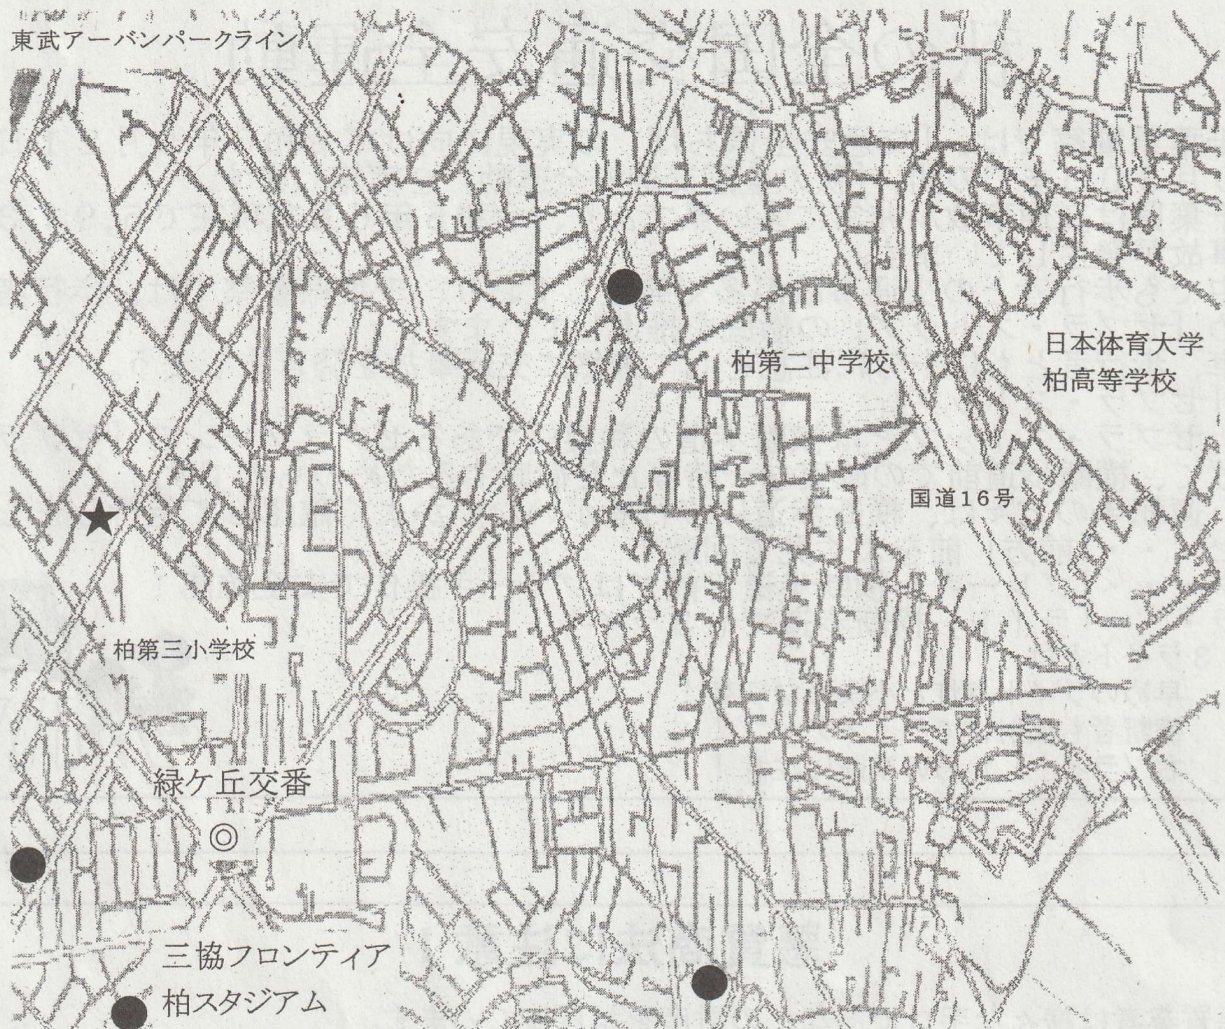 東武アーバンパークライン
日本体育大学
柏高等学校
柏第二中学校
国道16号
柏第三小学校
緑ケ丘交番
三協フロンティア
柏スタジアム